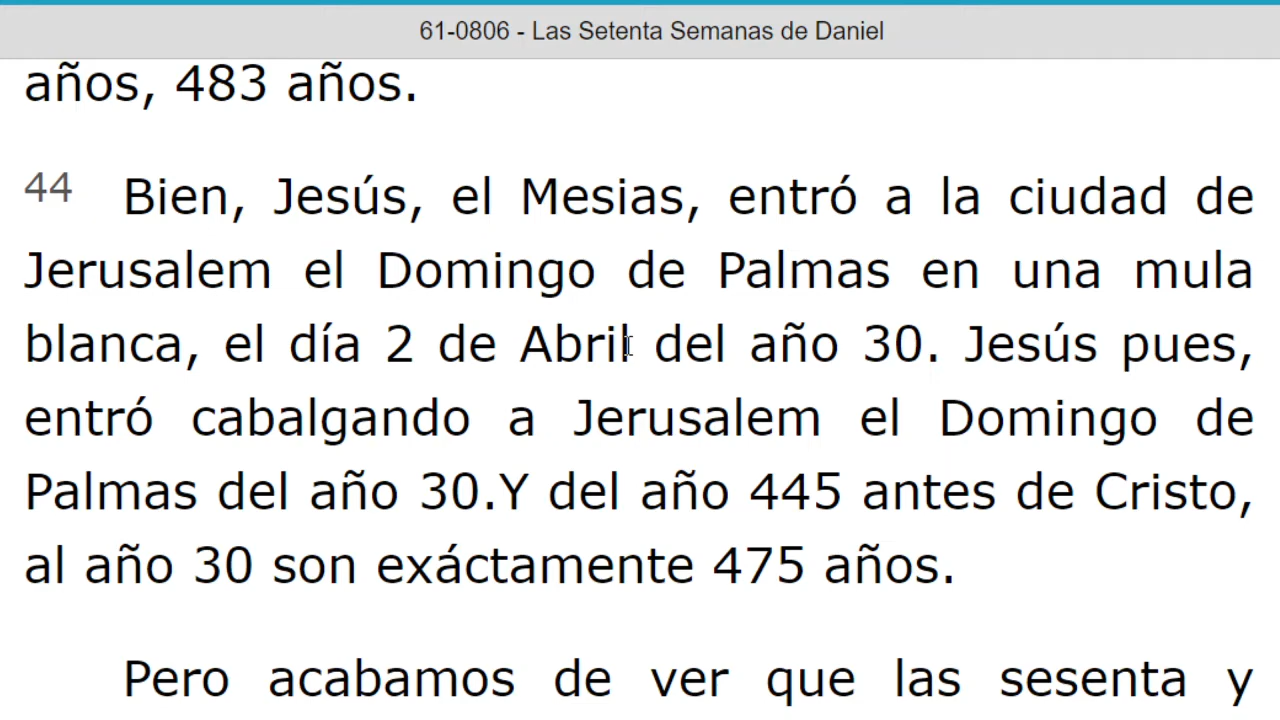 61-0806 - Las Setenta Semanas de Daniel
años, 483 años.
44 Bien, Jesús, el Mesias, entró a la ciudad de
Jerusalem el Domingo de Palmas en una mula
blanca, el día 2 de Abril del año 30. Jesús pues,
entró cabalgando a Jerusalem el Domingo de
Palmas del año 30.Y del año 445 antes de Cristo,
al año 30 son exáctamente 475 años.
Pero acabamos de ver que las sesenta y